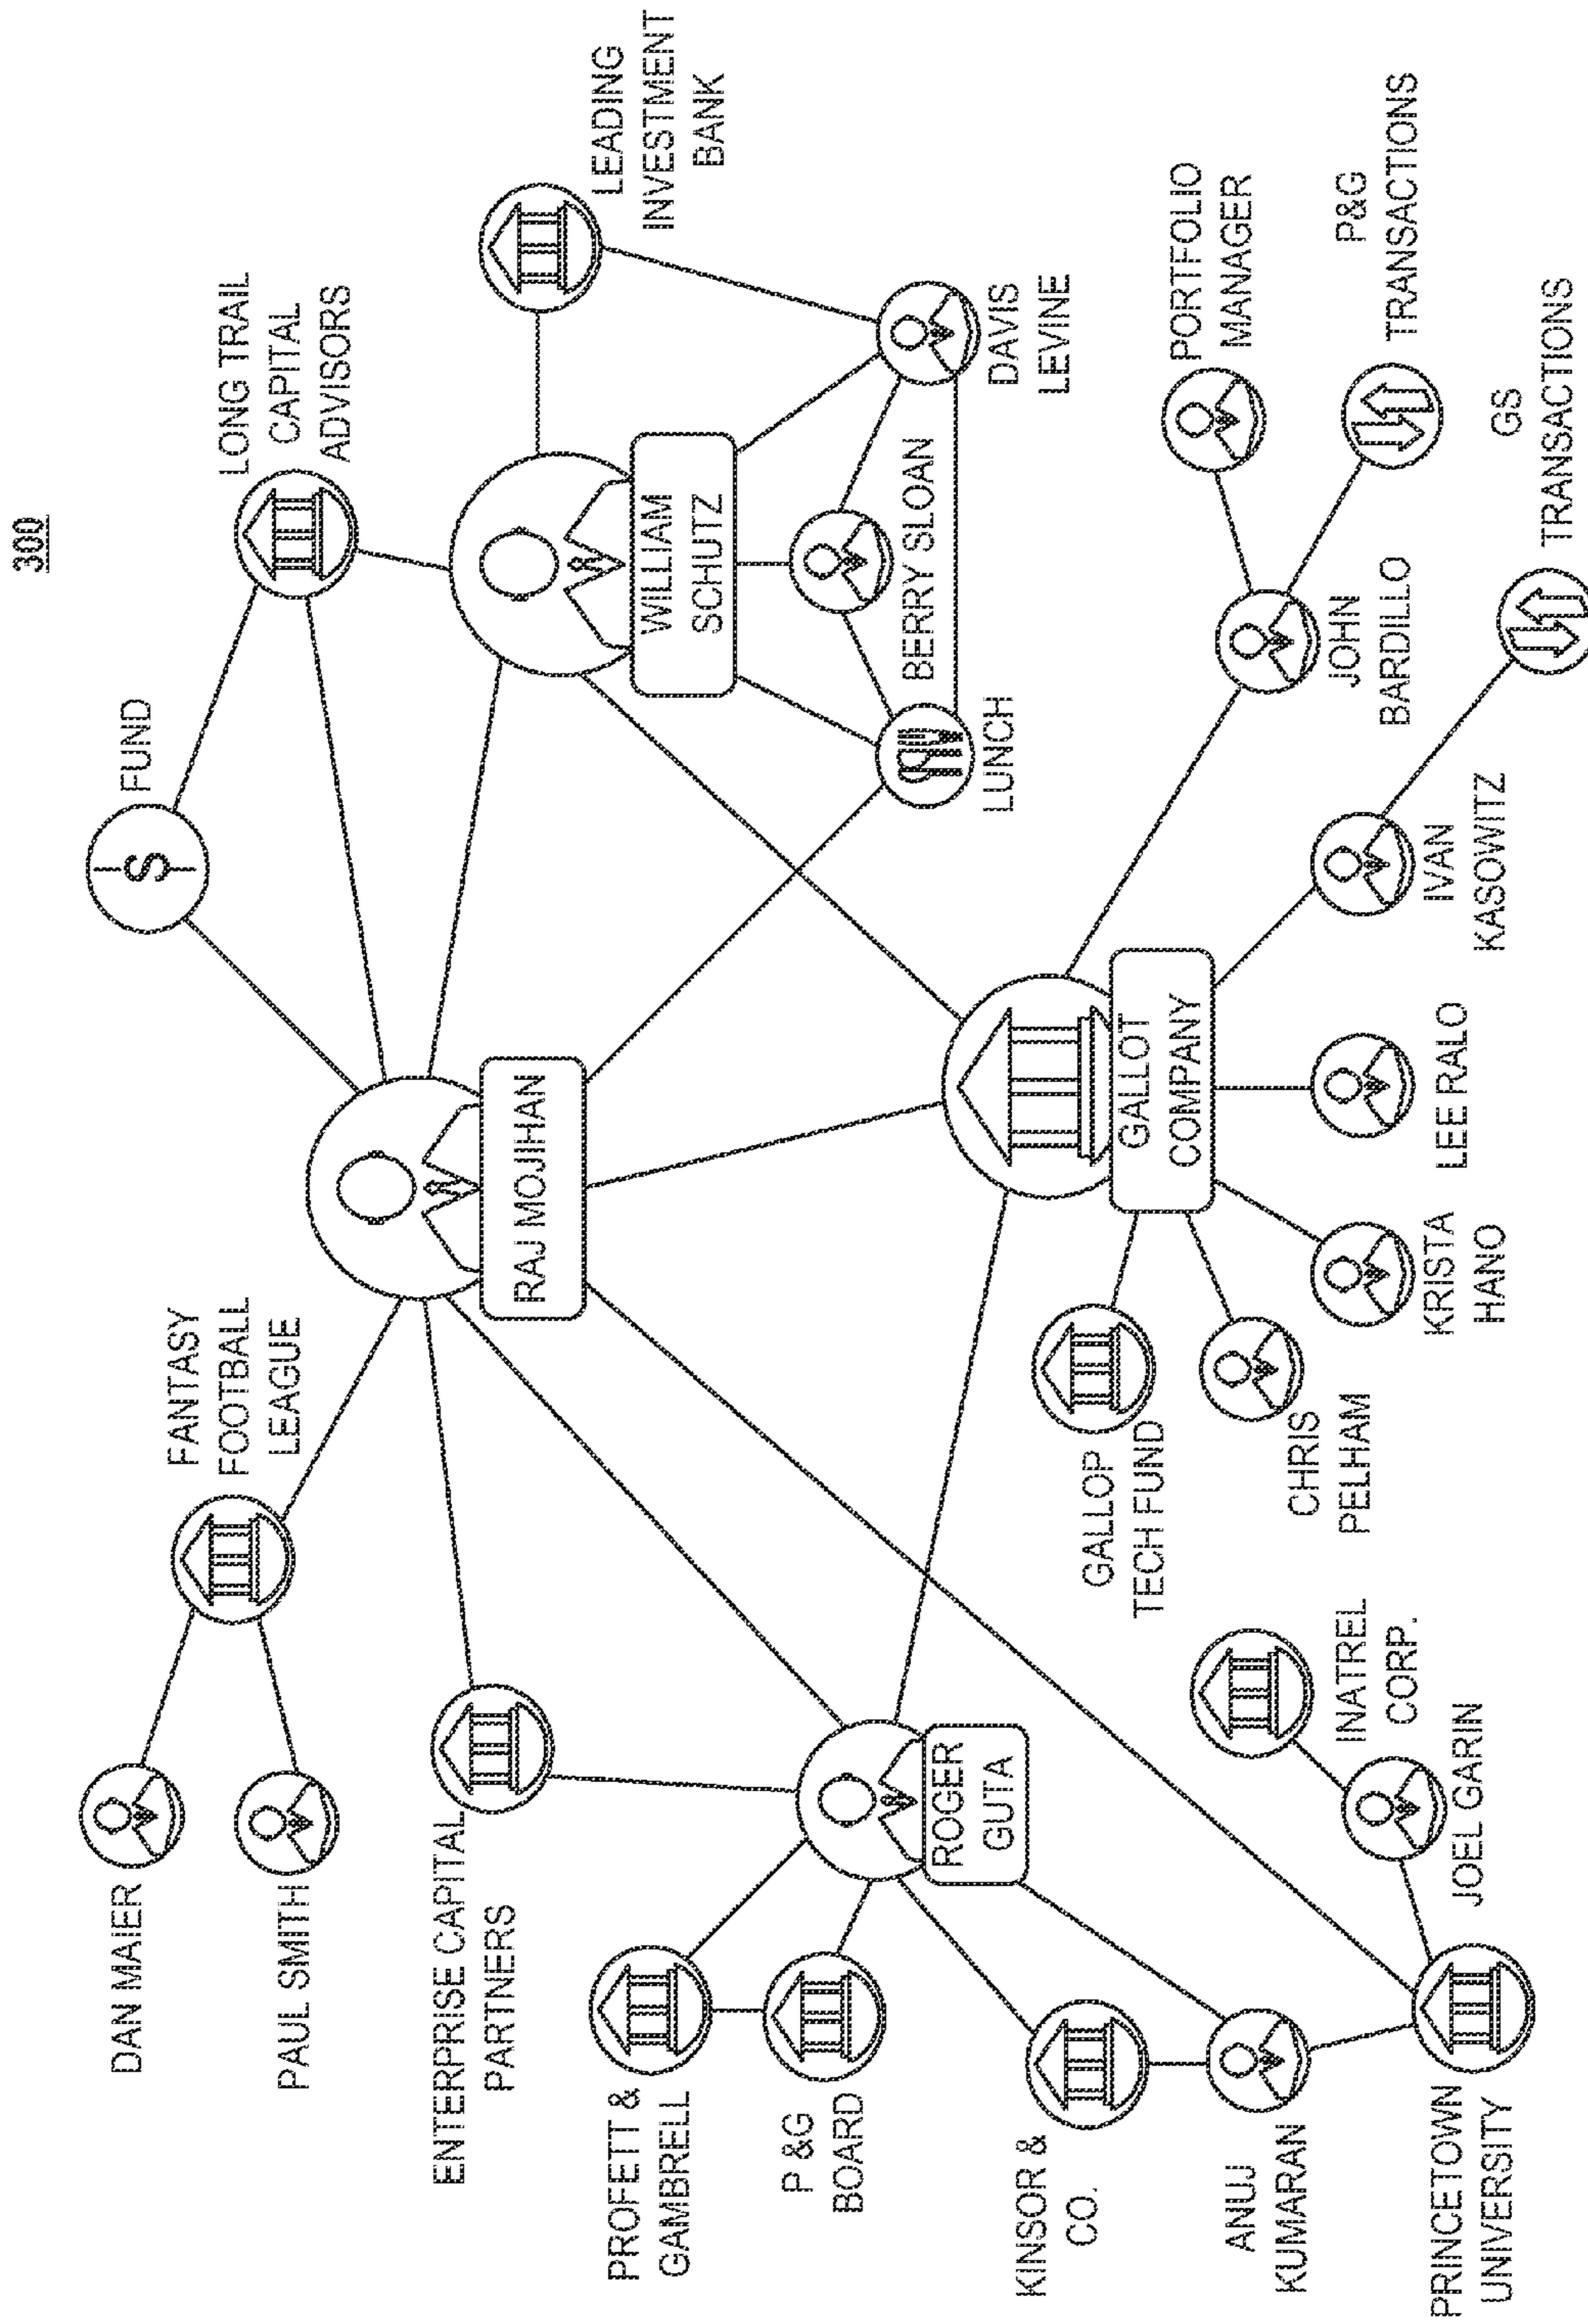 300
FUND
LONG TRAIL
CAPITAL
ADVISORS
LEADING
INVESTMENT
BANK
FANTASY
FOOTBALL
LEAGUE
DAN MAIER
PAUL SMITH
RAJ MOJIHAN
WILLIAM
SCHUTZ
ENTERPRISE CAPITAL
PARTNERS
BERRY SLOAN
DAVIS
LEVINE
LUNCH
PROFETT &
GAMBRELL
P &G
BOARD
ROGER
GUTA
GALLOT
COMPANY
PORTFOLIO
MANAGER
P&G
TRANSACTIONS
JOHN
BARDILLO
GS
TRANSACTIONS
IVAN
KASOWITZ
LEE RALO
KRISTA
HANO
GALLOP
TECH FUND
CHRIS
PELHAM
KINSOR &
CO.
ANUJ
KUMARAN
INATREL
CORP.
JOEL GARIN
PRINCETOWN
UNIVERSITY